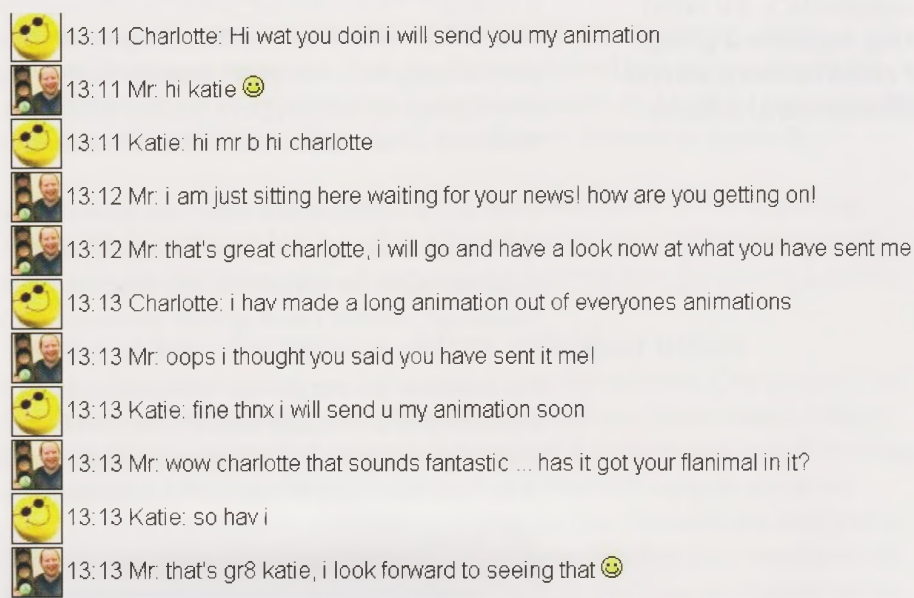 13:11 Charlotte: Hi wat you doin i will send you my animation
13:11 Mr: hi katie
13:11 Katie: hi mr b hi charlotte
13:12 Mr: i am just sitting here waiting for your news! how are you getting on!
13:12 Mr: that's great charlotte, i will go and have a look now at what you have sent me
13:13 Charlotte: i hav made a long animation out of everyones animations
13:13 Mr: oops i thought you said you have sent it me!
13:13 Katie: fine thnx i will send u my animation soon
13:13 Mr: wow charlotte that sounds fantastic ... has it got your flanimal in it?
13:13 Katie: so hav i
13:13 Mr: that's gr8 katie, i look forward to seeing that